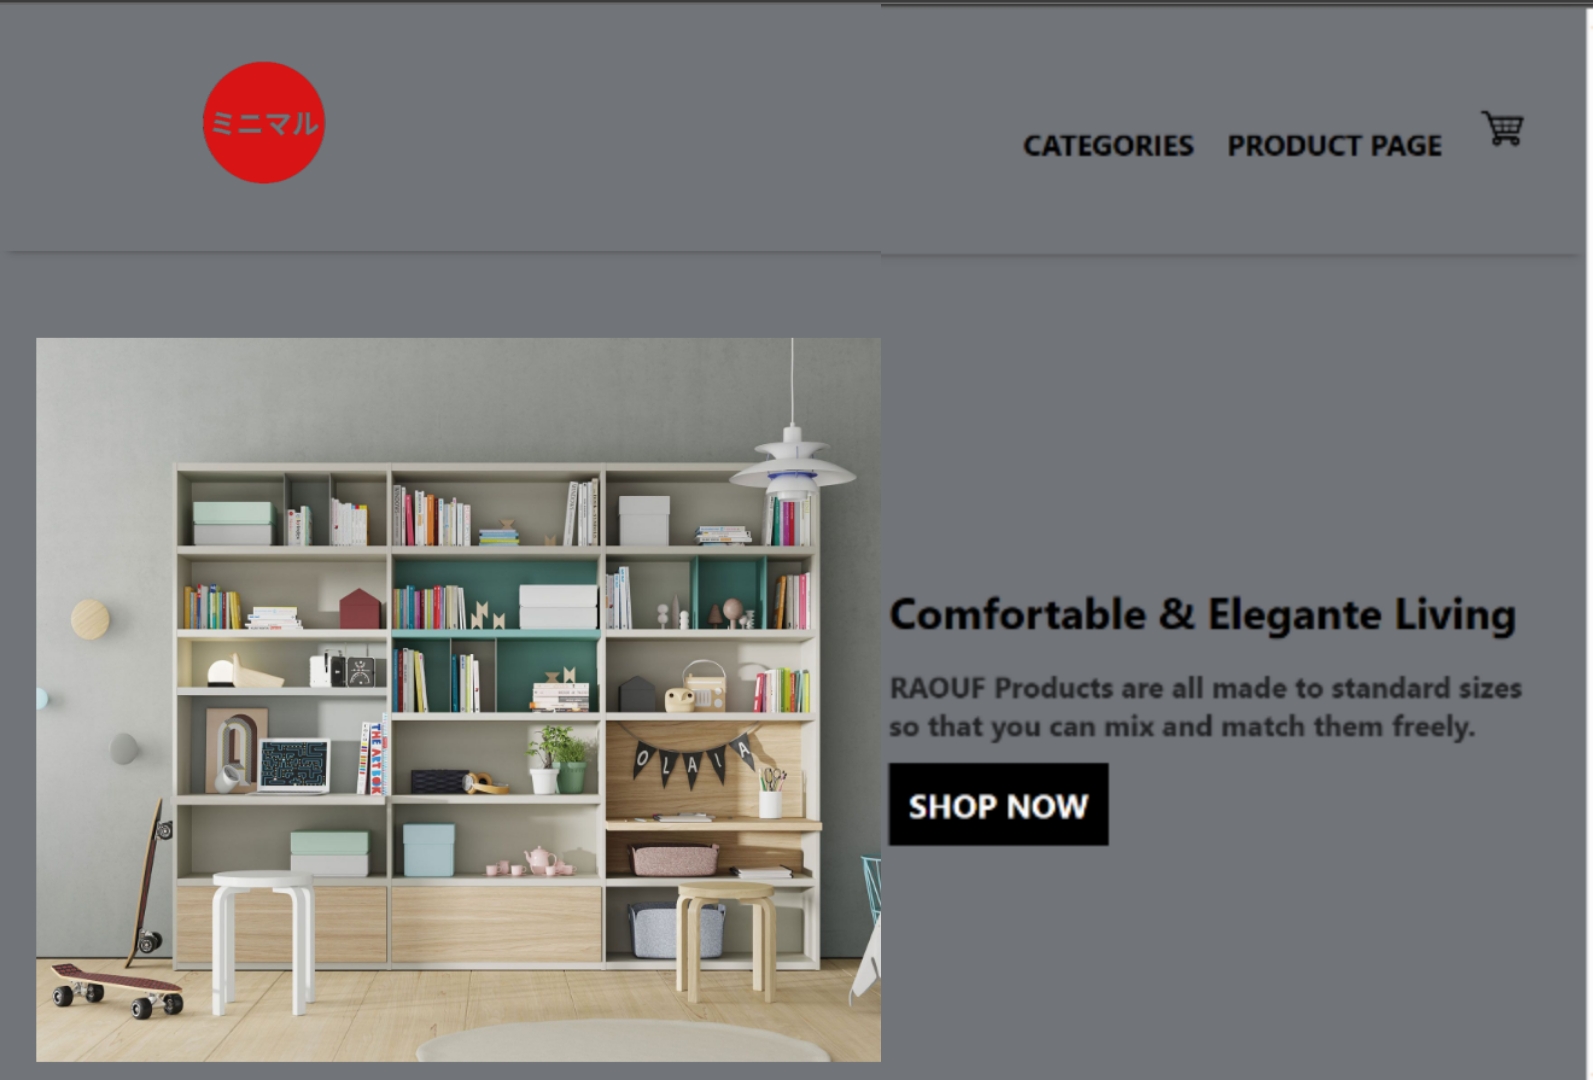 ミニマル
CATEGORIES PRODUCT PAGE
OLAIA
THE ART BOOK
Comfortable & Elegante Living
RAOUF Products are all made to standard sizes
so that you can mix and match them freely.
SHOP NOW